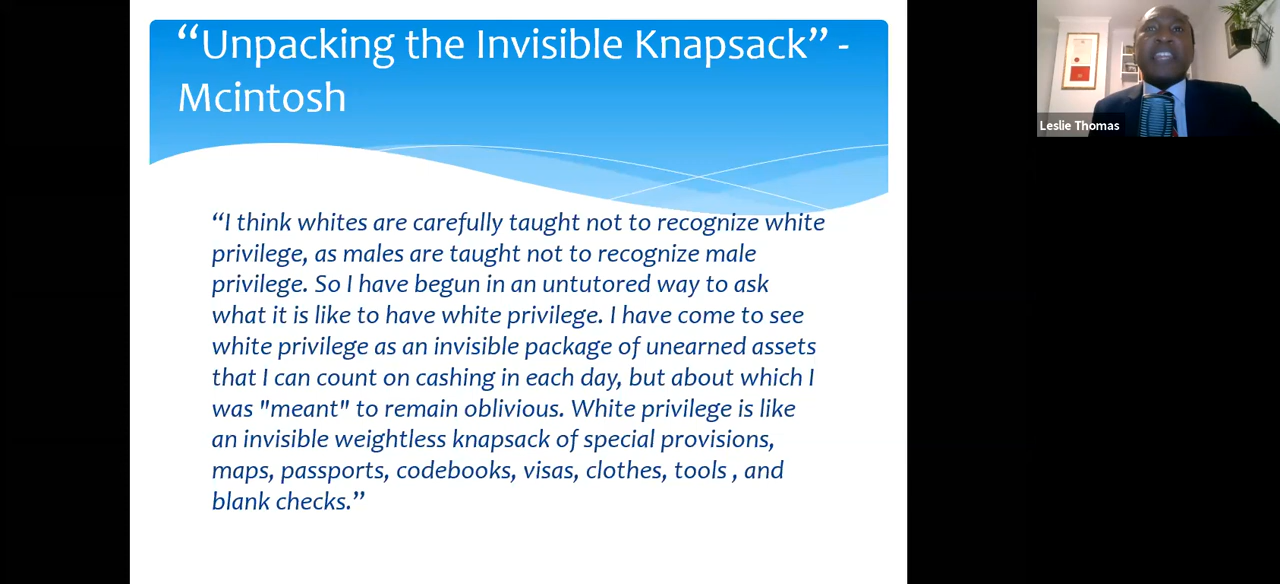 “Unpacking the Invisible Knapsack” -
Mcintosh
“I think whites are carefully taught not to recognize white
privilege, as males are taught not to recognize male
privilege. So I have begun in an untutored way to ask
what it is like to have white privilege. I have come to see
white privilege as an invisible package of unearned assets
that I can count on cashing in each day, but about which I
was "meant" to remain oblivious. White privilege is like
an invisible weightless knapsack of special provisions,
maps, passports, codebooks, visas, clothes, tools , and
blank checks.”
Leslie Thomas